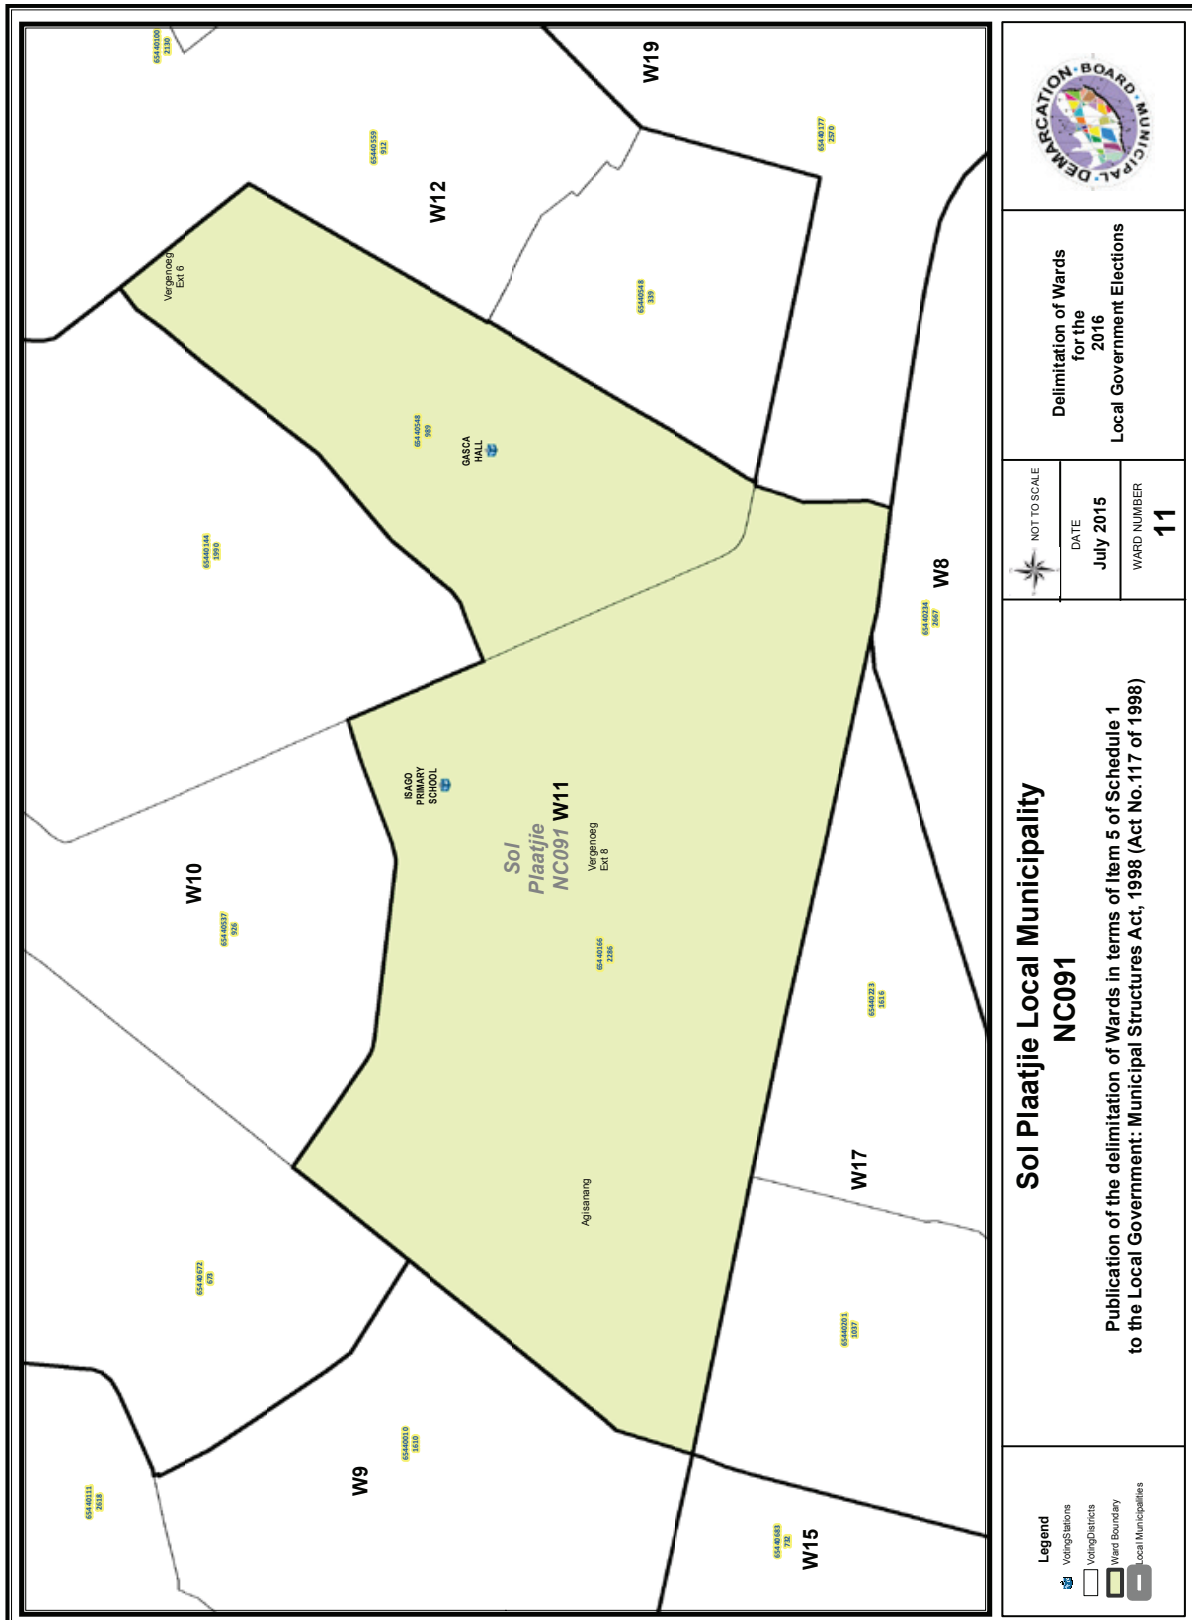 65440111
2618
65440672
673
65440537
926
65440144
1990
65440100
2130
W10
Vergenoeg
Ext 6
65440559
912
W12
65440010
1610
W9
ISAGO
PRIMARY
SCHOOL
65440548
989
GASCA
HALL
Sol
Plaatjie
NC091 W11
Vergenoeg
Ext 8
65440166
2286
Agisanang
65440548
339
W19
65440177
2570
65440683
732
W15
65440201
1037
W17
65440223
1616
65440234
2667
W8
Legend
VotingStations
VotingDistricts
Ward Boundary
Local Municipalities
Sol Plaatjie Local Municipality
NC091
Publication of the delimitation of Wards in terms of Item 5 of Schedule 1
to the Local Government: Municipal Structures Act, 1998 (Act No.117 of 1998)
NOT TO SCALE
DATE
July 2015
WARD NUMBER
11
Delimitation of Wards
for the
2016
Local Government Elections
MUNICIPAL · DEMARCATION · BOARD ·